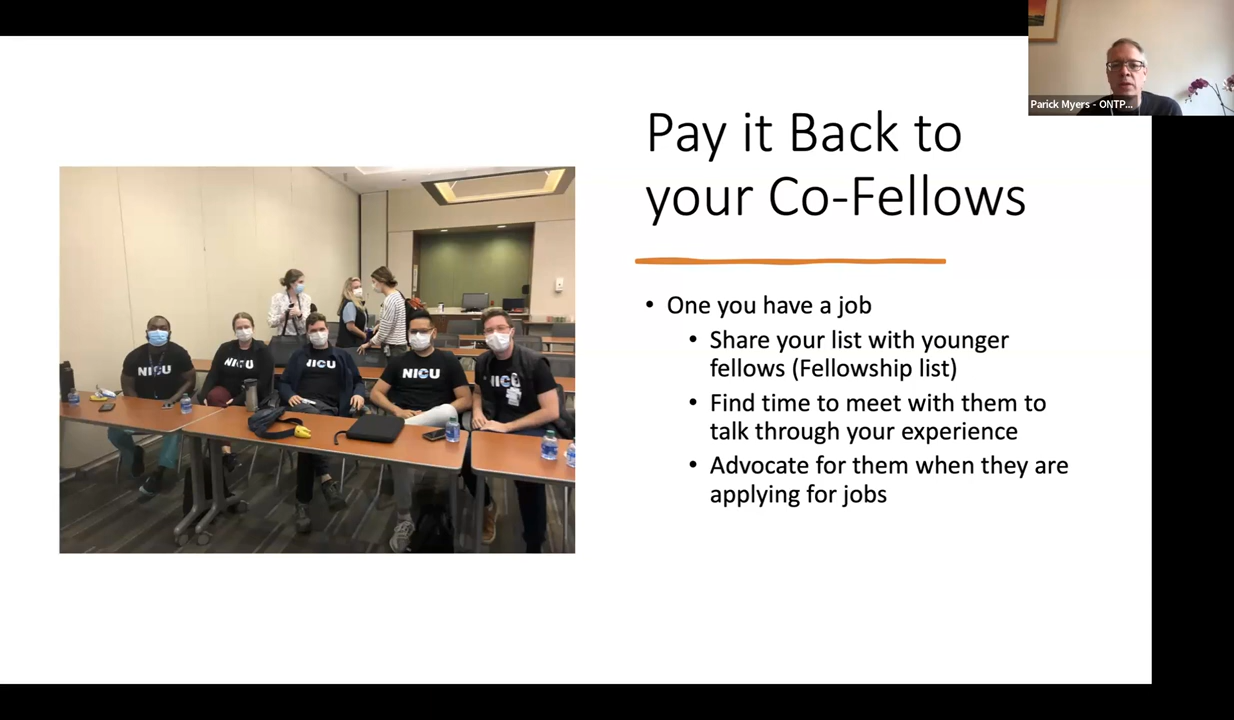 Parick Myers - ONTP...
Pay it Back to
your Co-Fellows
• One you have a job
• Share your list with younger
fellows (Fellowship list)
• Find time to meet with them to
talk through your experience
• Advocate for them when they are
applying for jobs
NICU
NICU
NICU
NICU
NICU